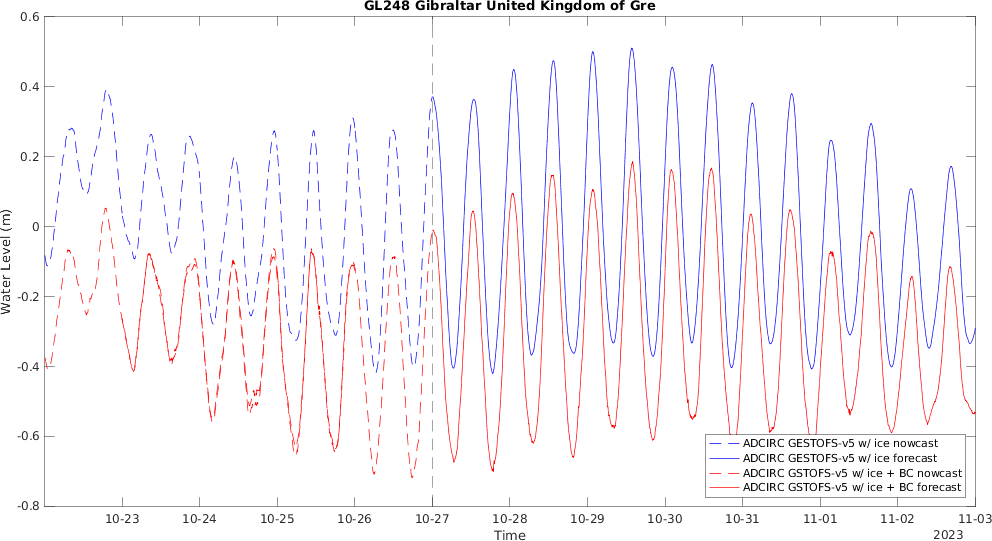 GL248 Gibraltar United Kingdom of Gre
0.6
0.4
0.2
0
-0.2
-0.4
-0.6
-0.8
Water Level (m)
10-23 10-24 10-25 10-26 10-27 10-28 10-29 10-30 10-31 11-01 11-02 11-03
Time
2023
ADCIRC GESTOFS-v5 w/ ice nowcast
ADCIRC GESTOFS-v5 w/ ice forecast
ADCIRC GSTOFS-v5 w/ ice + BC nowcast
ADCIRC GSTOFS-v5 w/ ice + BC forecast